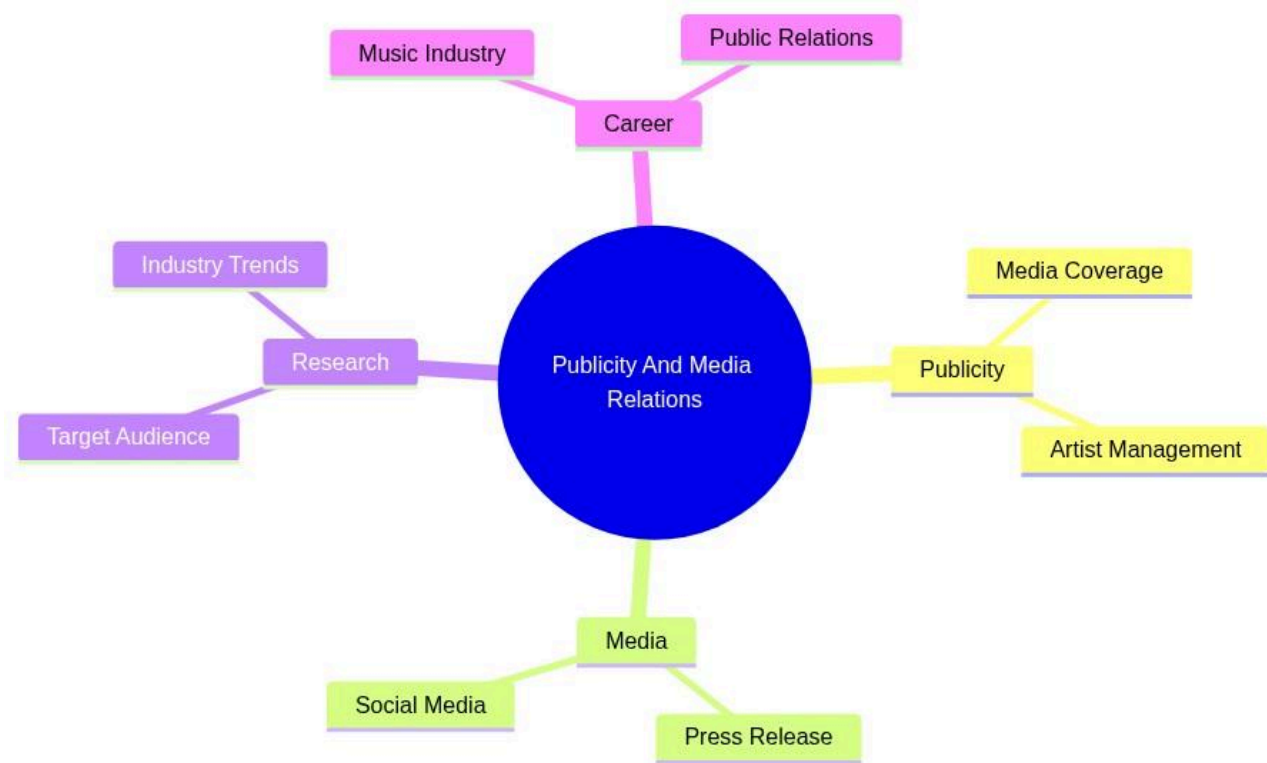 Music Industry
Public Relations
Career
Industry Trends
Media Coverage
Research
Publicity And Media
Relations
Publicity
Target Audience
Artist Management
Media
Social Media
Press Release